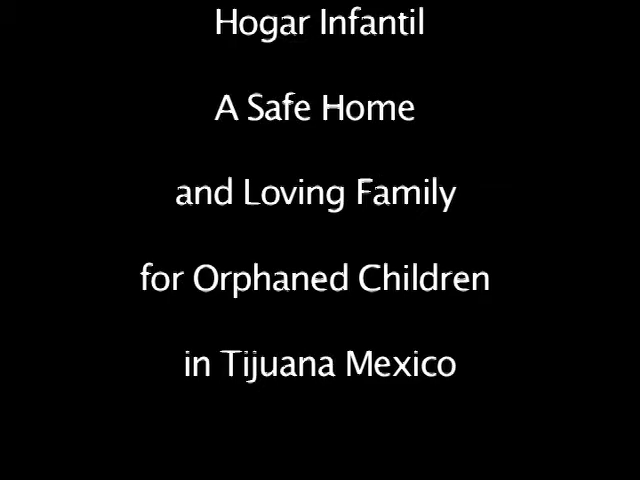 Hogar Infantil
A Safe Home
and Loving Family
for Orphaned Children
in Tijuana Mexico